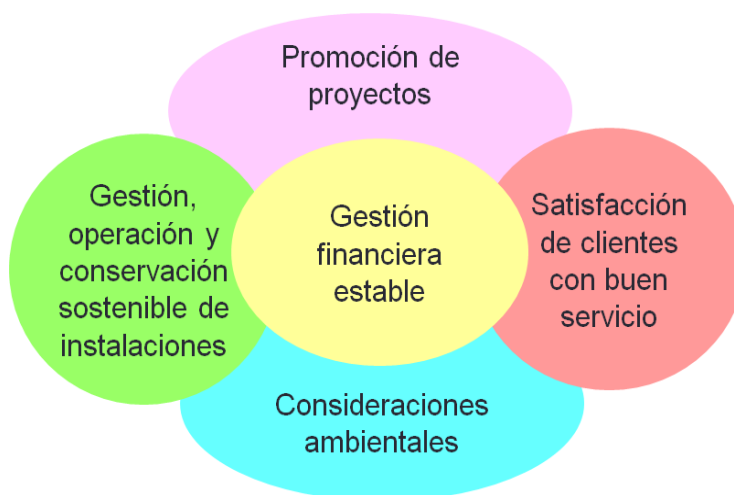 Promoción de
proyectos
Gestión,
operación y
conservación
sostenible de
instalaciones
Gestión
financiera
estable
Satisfacción
de clientes
con buen
servicio
Consideraciones
ambientales